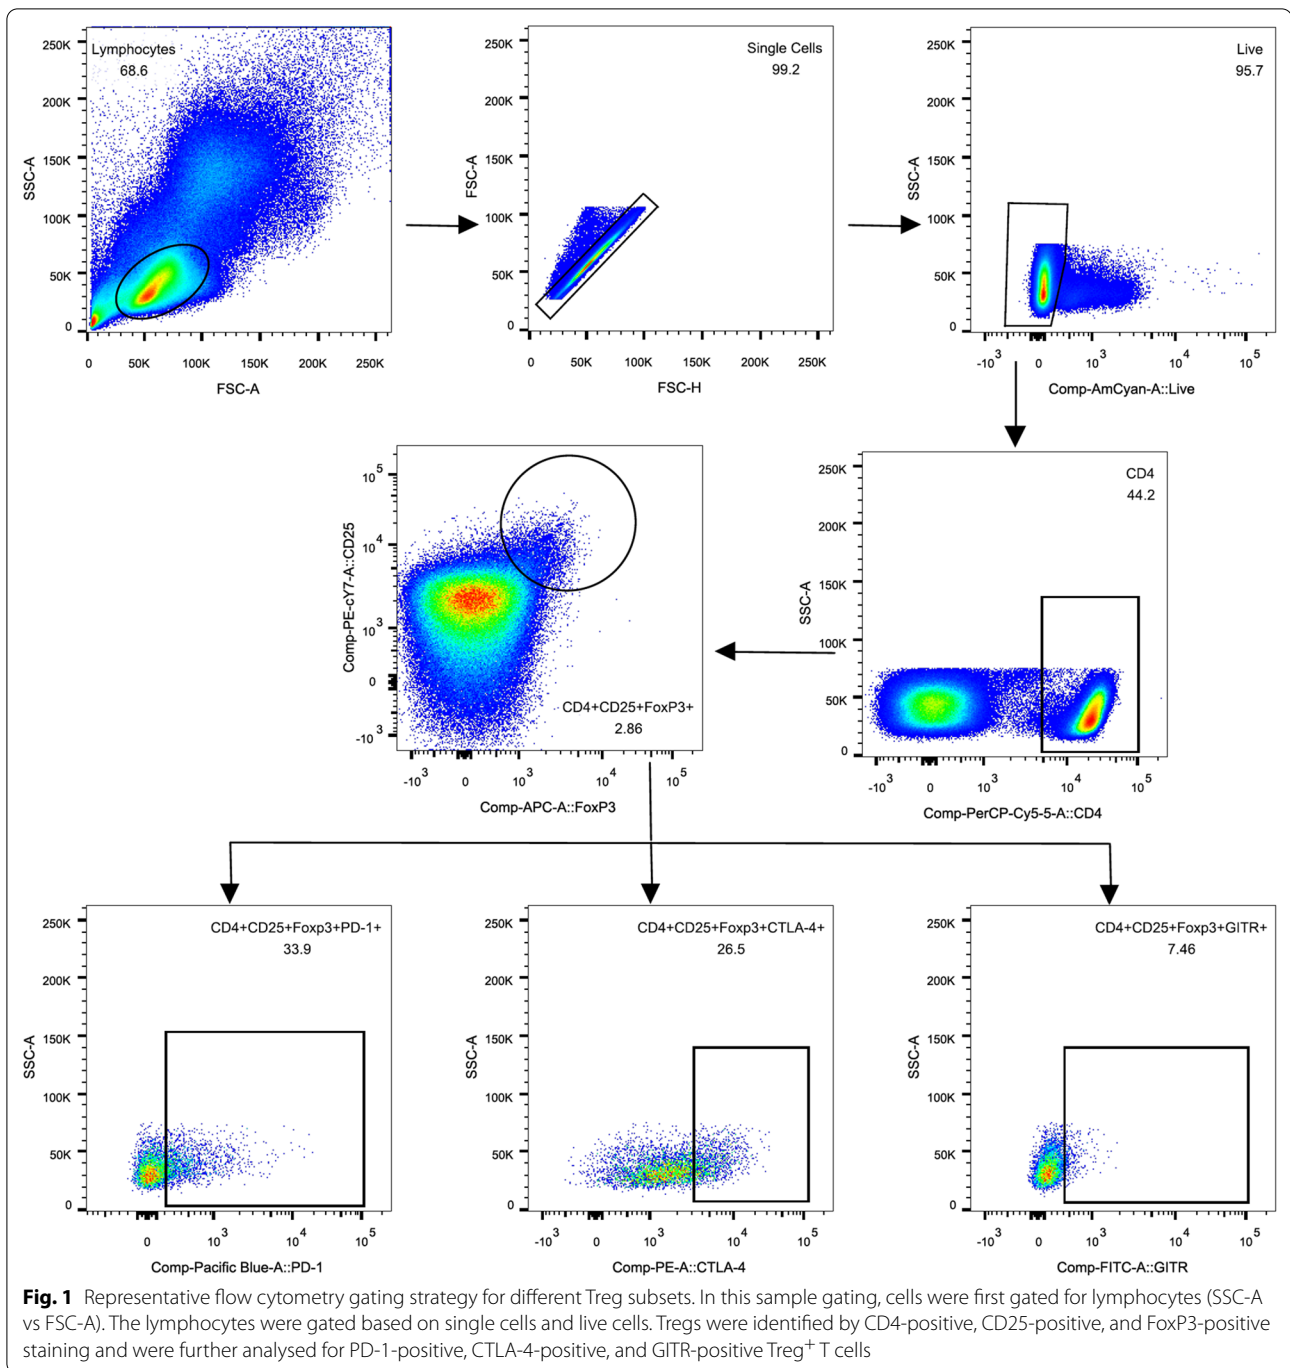 Lymphocytes
68.6
250K
200K
150K
100K
50K
0
SSC-A
0 50K 100K 150K 200K 250K
FSC-A
Single Cells
99.2
250K
200K
150K
100K
50K
0
FSC-A
0 50K 100K 150K 200K 250K
FSC-H
Live
95.7
250K
200K
150K
100K
50K
0
SSC-A
-10^3 0 10^3 10^4 10^5
Comp-AmCyan-A::Live
10^5
10^4
10^3
0
-10^3
Comp-PE-cY7-A::CD25
CD4+CD25+FoxP3+
2.86
-10^3 0 10^3 10^4 10^5
Comp-APC-A::FoxP3
CD4
44.2
250K
200K
150K
100K
50K
0
SSC-A
-10^3 0 10^3 10^4 10^5
Comp-PerCP-Cy5-5-A::CD4
CD4+CD25+Foxp3+PD-1+
33.9
250K
200K
150K
100K
50K
0
SSC-A
0 10^3 10^4 10^5
Comp-Pacific Blue-A::PD-1
CD4+CD25+Foxp3+CTLA-4+
26.5
250K
200K
150K
100K
50K
0
SSC-A
-10^3 0 10^3 10^4 10^5
Comp-PE-A::CTLA-4
CD4+CD25+Foxp3+GITR+
7.46
250K
200K
150K
100K
50K
0
SSC-A
-10^3 0 10^3 10^4 10^5
Comp-FITC-A::GITR
Fig. 1 Representative flow cytometry gating strategy for different Treg subsets. In this sample gating, cells were first gated for lymphocytes (SSC-A
vs FSC-A). The lymphocytes were gated based on single cells and live cells. Tregs were identified by CD4-positive, CD25-positive, and FoxP3-positive
staining and were further analysed for PD-1-positive, CTLA-4-positive, and GITR-positive Treg+ T cells